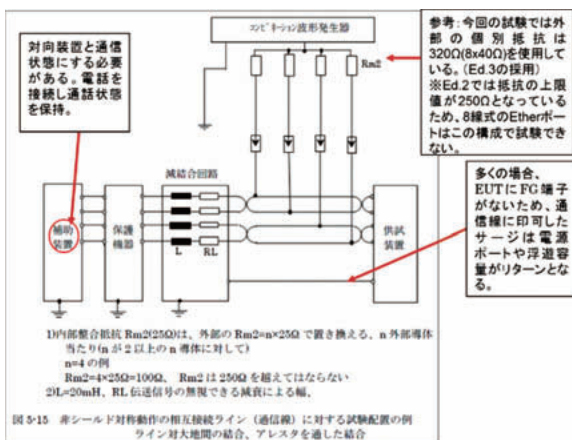 コンビネーション波形発生器
Rm2
対向装置と通信
状態にする必要
がある。電話を
接続し通話状態
を保持。
参考：今回の試験では外
部の個別抵抗は
320Ω(8x40Ω)を使用し
ている。(Ed.3の採用)
※Ed.2では抵抗の上限
値が250Ωとなっている
ため、8線式のEtherポー
トはこの構成で試験でき
ない。
減結合回路
補助
装置
保護
機器
L
RL
供試
装置
多くの場合、
EUTにFG端子
がないため、通
信線に印可した
サージは電源
ポートや浮遊容
量がリターンとな
る。
1)内部整合抵抗 Rm2(25Ω)は、外部の Rm2=n×25Ω で置き換える、n 外部導体
当たり(n が 2 以上の n 導体に対して)
n=4 の例
Rm2=4×25Ω=100Ω、 Rm2 は 250Ω を越えてはならない
2)L=20mH、RL 伝送信号の無視できる減衰による幅、
図 5-15 非シールド対称動作の相互接続ライン（通信線）に対する試験配置の例
ライン対大地間の結合、アレスタを通した結合